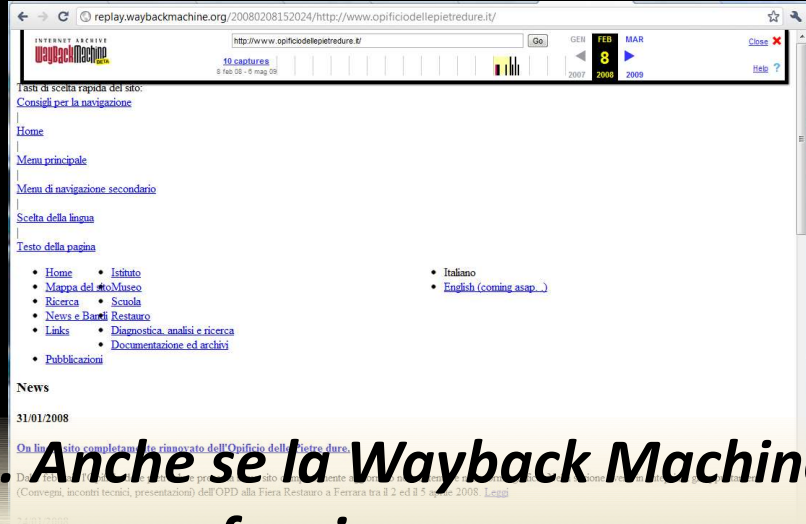 replay.waybackmachine.org/20080208152024/http://www.opificiodellepietredure.it/
INTERNET ARCHIVE
WayBackMachine
BETA
http://www.opificiodellepietredure.it/
Go
GEN FEB MAR
Close
10 captures
8
8 feb 08 - 6 mag 09
2007 2008 2009
Help ?
Tasti di scelta rapida del sito:
Consigli per la navigazione
|
Home
|
Menu principale
|
Menu di navigazione secondario
|
Scelta della lingua
|
Testo della pagina
Home
Mappa del sito
Ricerca
News e Bandi
Links
Pubblicazioni
Istituto
Museo
Scuola
Restauro
Diagnostica, analisi e ricerca
Documentazione ed archivi
Italiano
English (coming asap...)
News
31/01/2008
On line sito completamente rinnovato dell'Opificio delle Pietre dure.
. Anche se la Wayback Machine
(Convegni, incontri tecnici, presentazioni) dell'OPD alla Fiera Restauro a Ferrara tra il 2 ed il 5 aprile 2008. Leggi